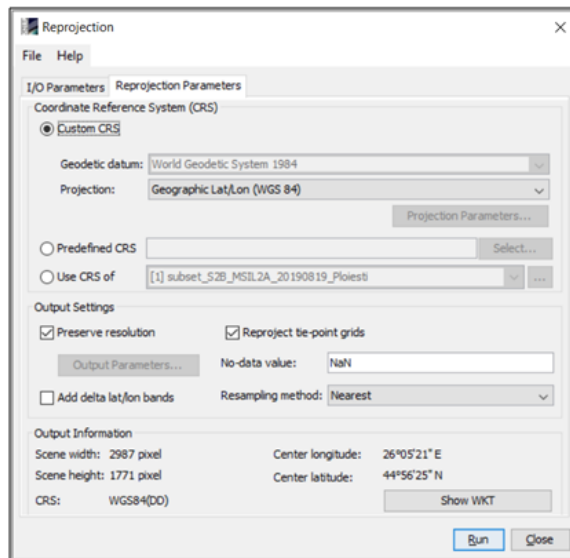 Reprojection
File Help
I/O Parameters Reprojection Parameters
Coordinate Reference System (CRS)
Custom CRS
Geodetic datum: World Geodetic System 1984
Projection: Geographic Lat/Lon (WGS 84)
Projection Parameters...
Predefined CRS Select...
Use CRS of [1] subset_S2B_MSIL2A_20190819_Ploiesti ...
Output Settings
Preserve resolution Reproject tie-point grids
Output Parameters... No-data value: NaN
Add delta lat/lon bands Resampling method: Nearest
Output Information
Scene width: 2987 pixel Center longitude: 26°05'21" E
Scene height: 1771 pixel Center latitude: 44°56'25" N
CRS: WGS84(DD) Show WKT
Run Close